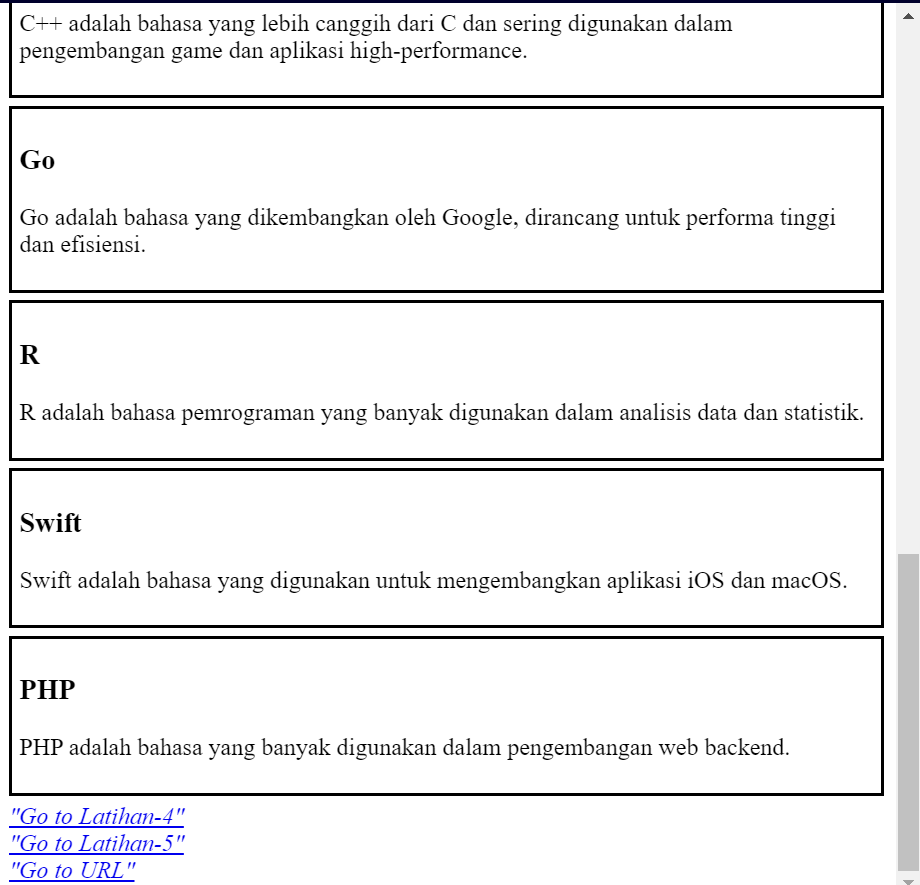 C++ adalah bahasa yang lebih canggih dari C dan sering digunakan dalam
pengembangan game dan aplikasi high-performance.
Go
Go adalah bahasa yang dikembangkan oleh Google, dirancang untuk performa tinggi
dan efisiensi.
R
R adalah bahasa pemrograman yang banyak digunakan dalam analisis data dan statistik.
Swift
Swift adalah bahasa yang digunakan untuk mengembangkan aplikasi iOS dan macOS.
PHP
PHP adalah bahasa yang banyak digunakan dalam pengembangan web backend.
"Go to Latihan-4"
"Go to Latihan-5"
"Go to URL"